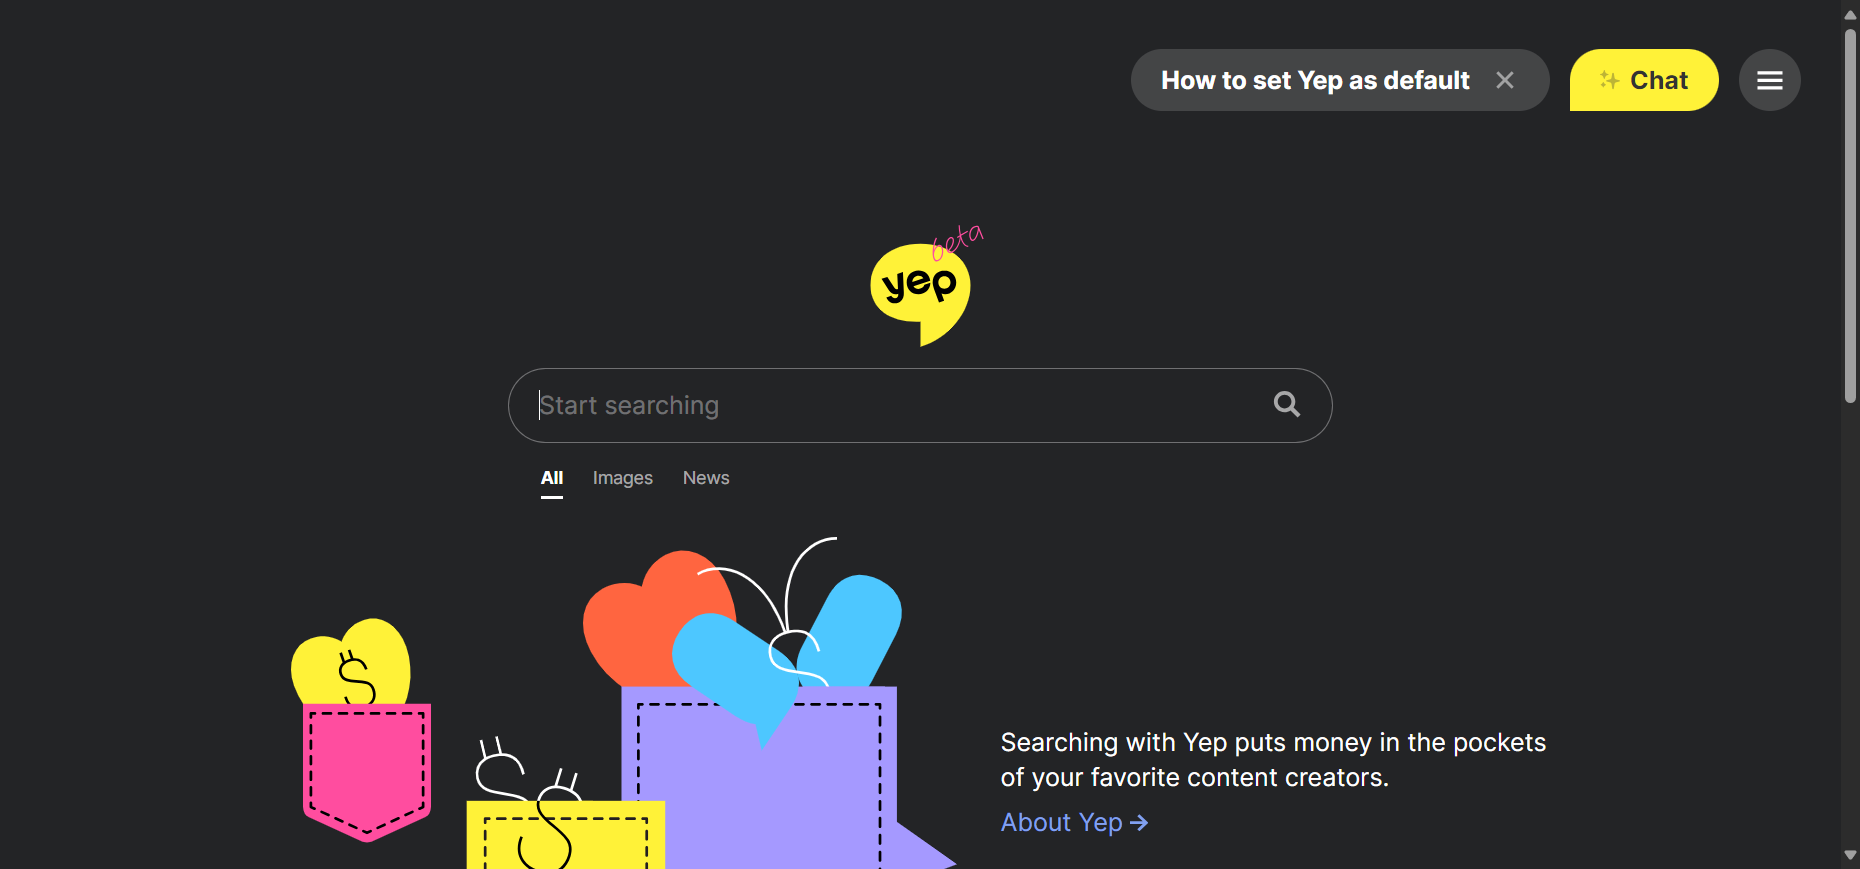 How to set Yep as default
Chat
beta
yep
Start searching
All Images News
Searching with Yep puts money in the pockets
of your favorite content creators.
About Yep →